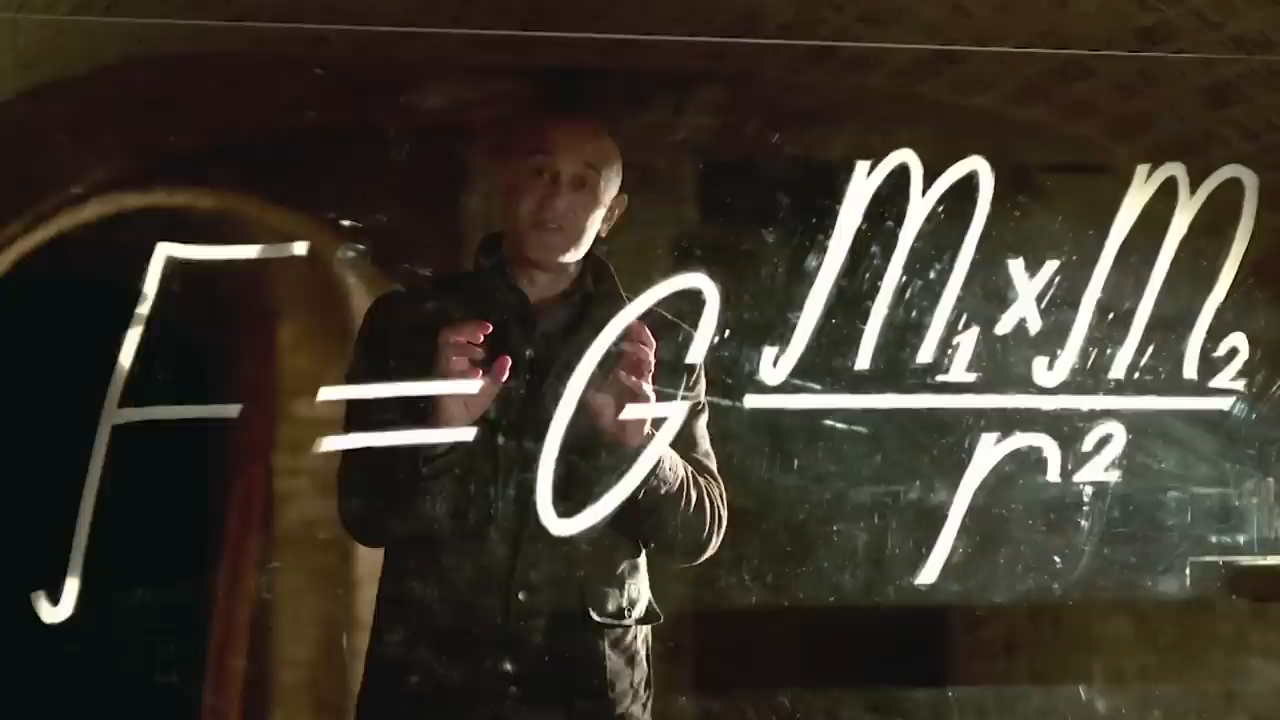 F = G m₁ x m₂ / r²